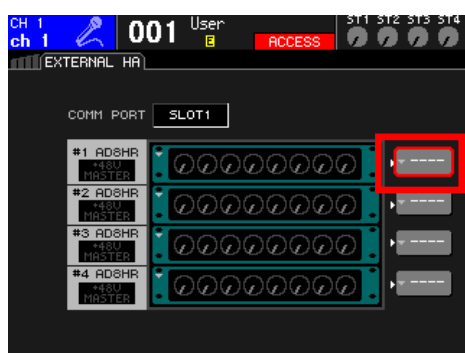 CH 1
ch 1
001
User
E
ACCESS
ST1 ST2 ST3 ST4
EXTERNAL HA
COMM PORT SLOT1
#1 AD8HR
+48V
MASTER
----
#2 AD8HR
+48V
MASTER
----
#3 AD8HR
+48V
MASTER
----
#4 AD8HR
+48V
MASTER
----